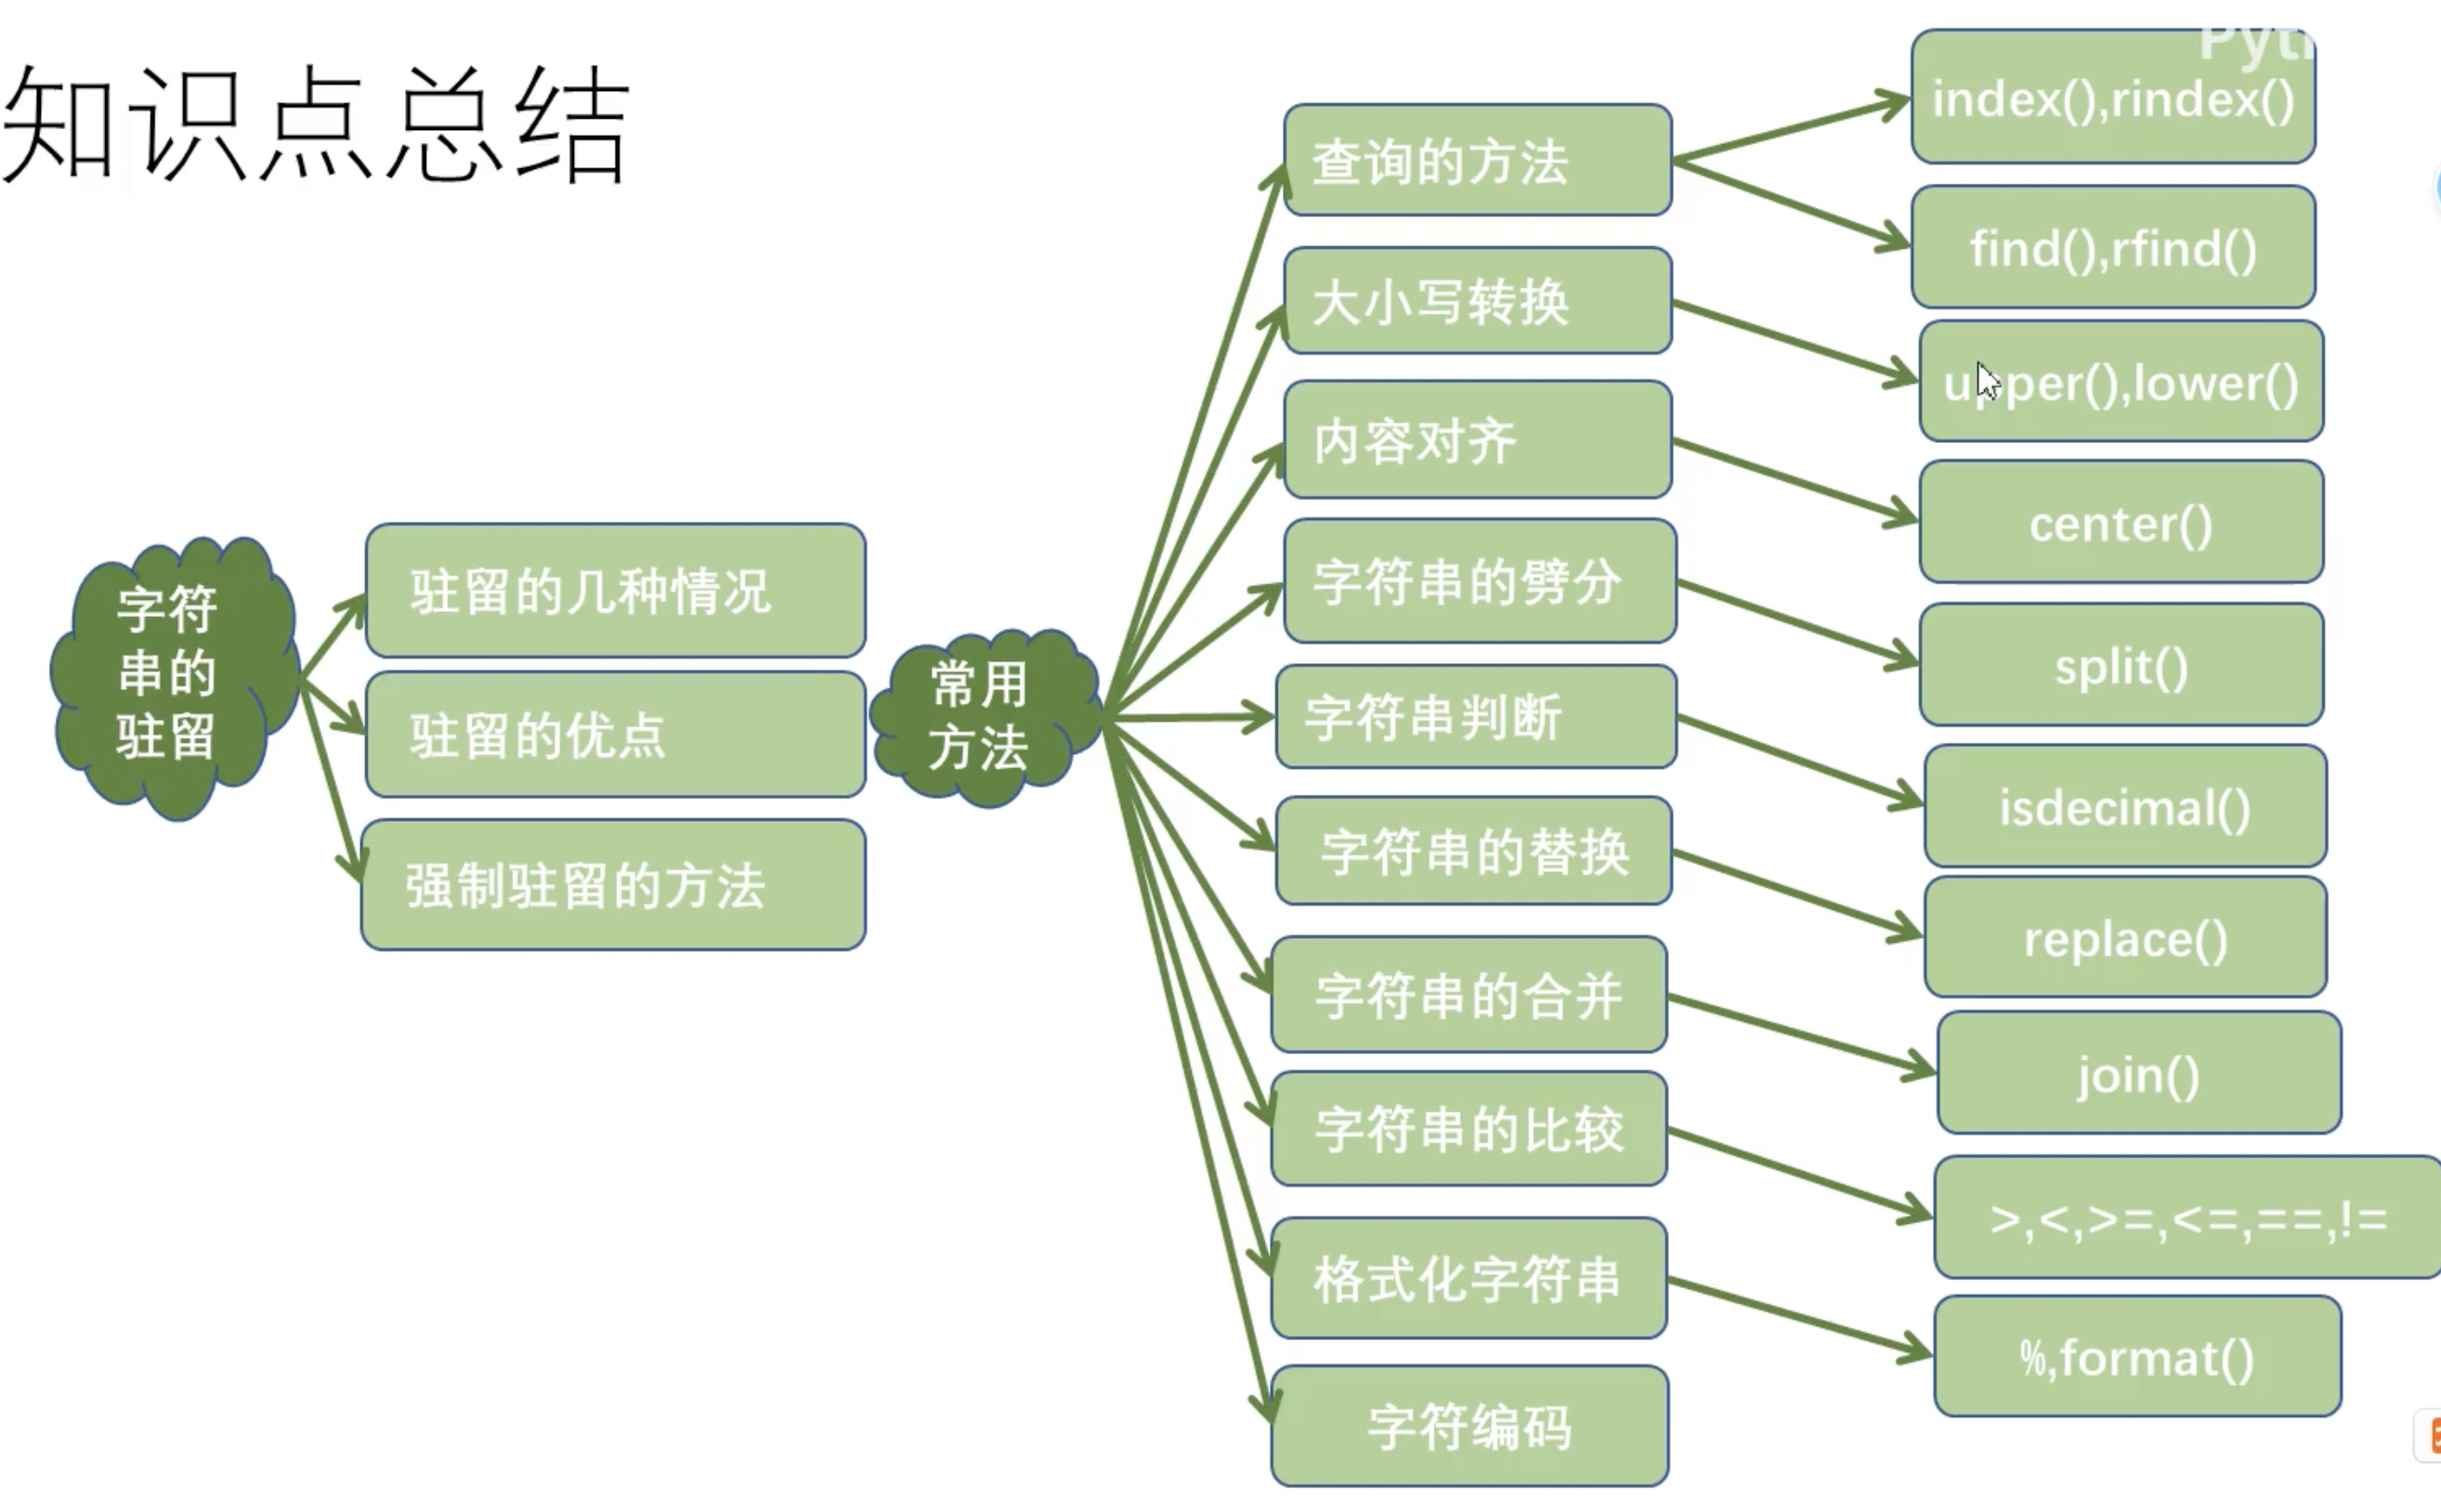 知识点总结
字符
串的
驻留
驻留的几种情况
驻留的优点
强制驻留的方法
常用
方法
查询的方法
index(),rindex()
find(),rfind()
大小写转换
upper(),lower()
内容对齐
center()
字符串的劈分
split()
字符串判断
isdecimal()
字符串的替换
replace()
字符串的合并
join()
字符串的比较
>,<,>=,<=,==,!=
格式化字符串
%,format()
字符编码